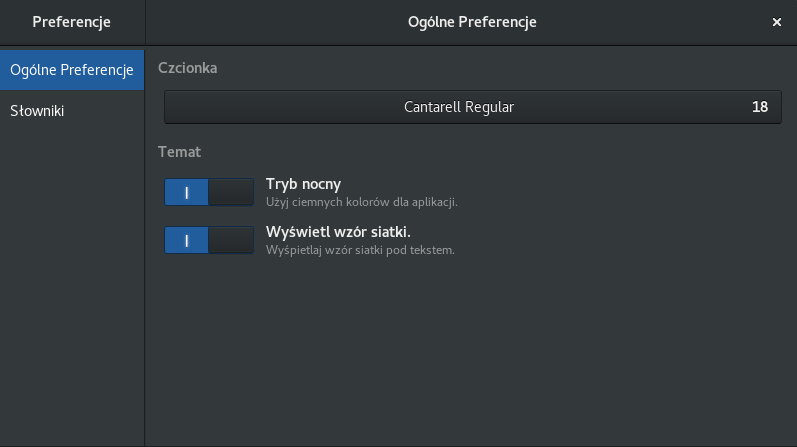 Preferencje
Ogólne Preferencje
Ogólne Preferencje
Słowniki
Czcionka
Cantarell Regular 18
Temat
Tryb nocny
Użyj ciemnych kolorów dla aplikacji.
Wyświetl wzór siatki.
Wyśpietlaj wzór siatki pod tekstem.